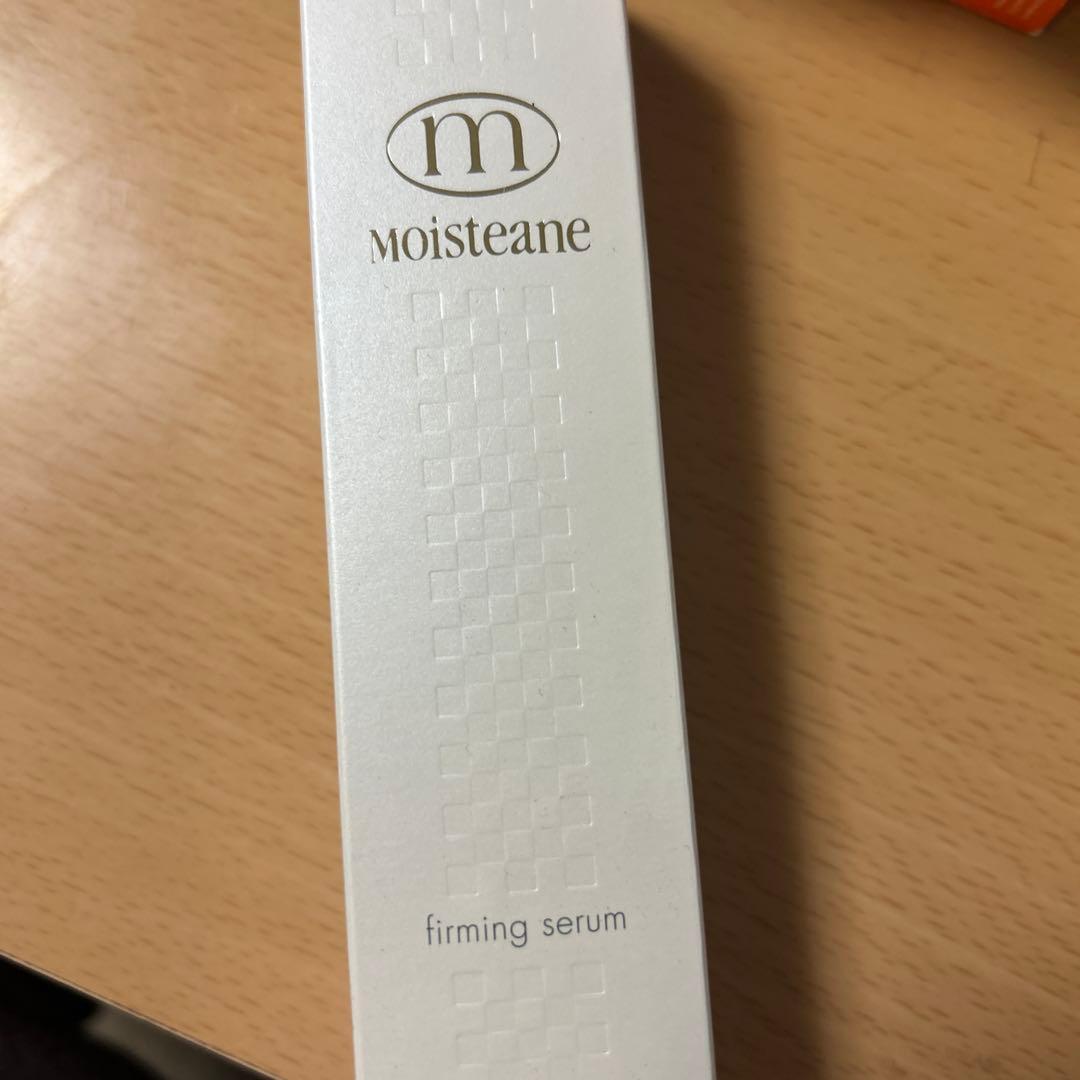 m
Moisteane
firming serum